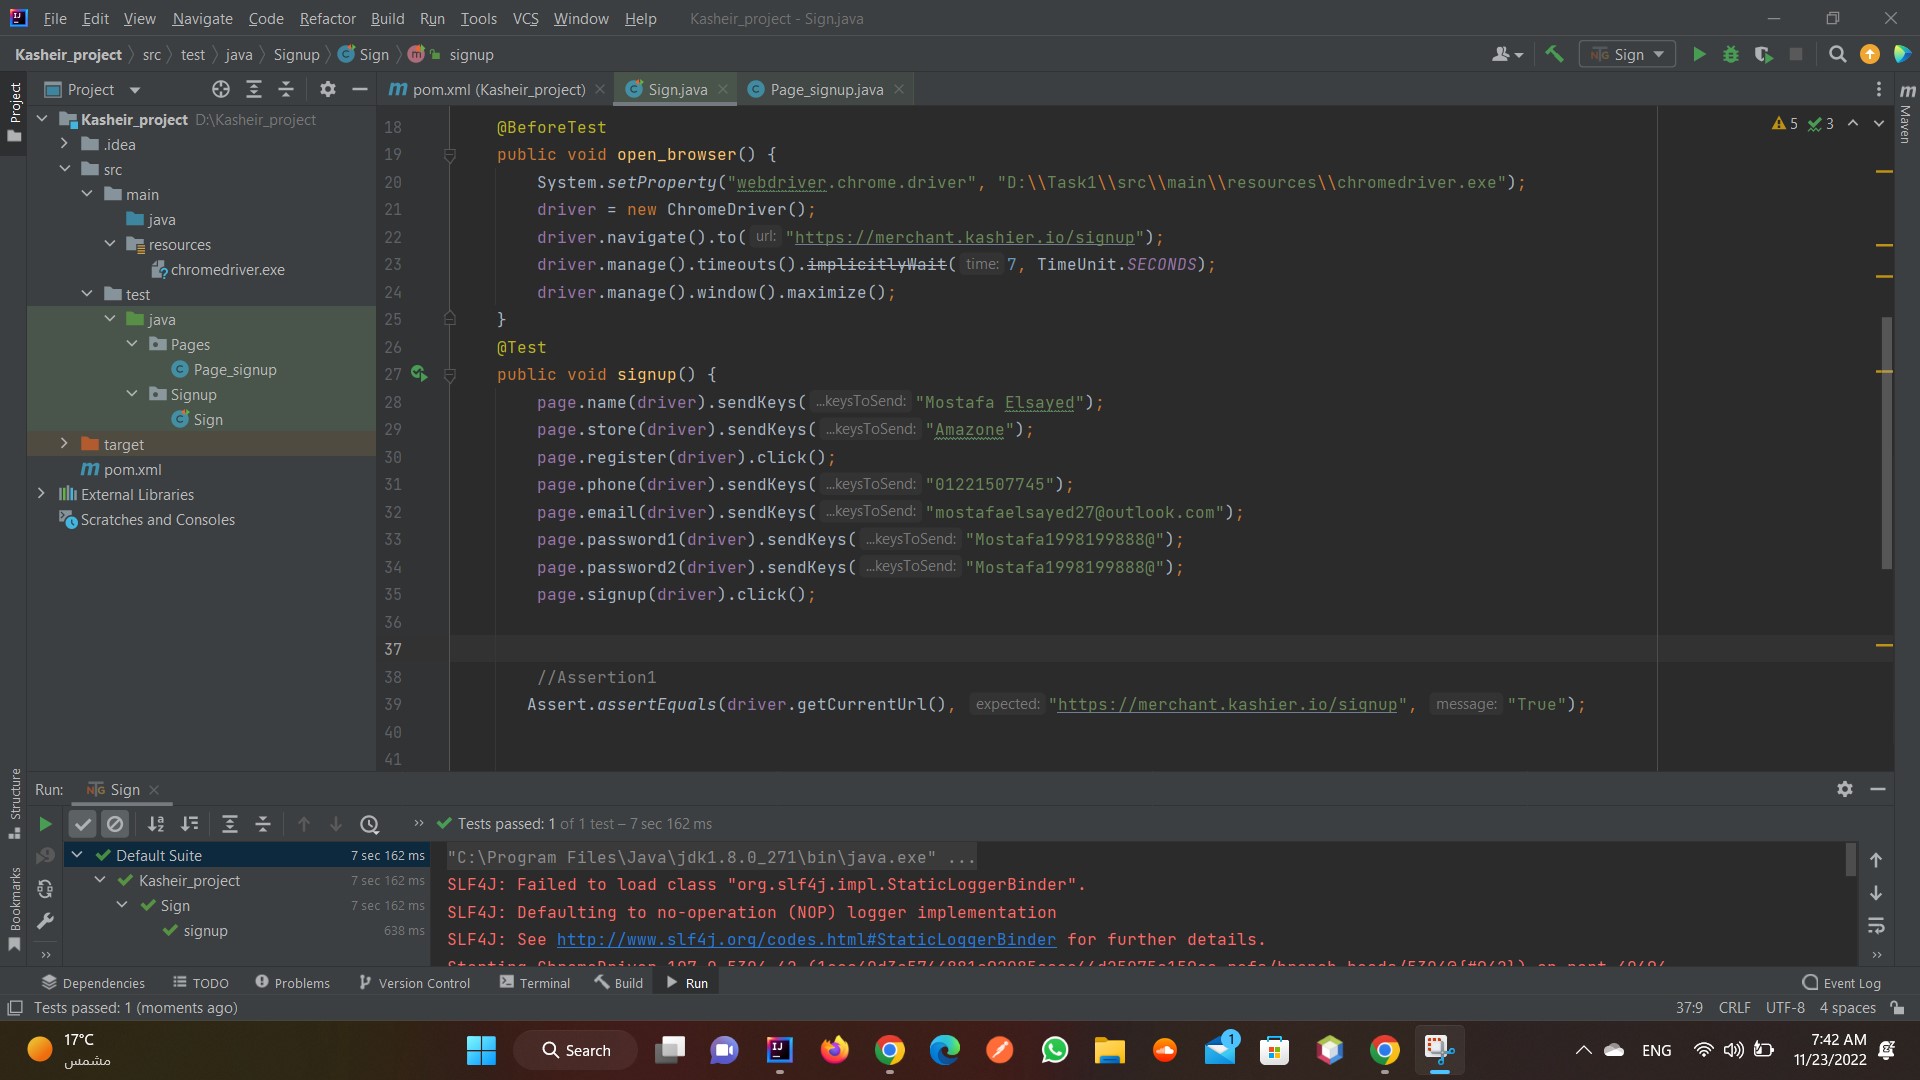 File Edit View Navigate Code Refactor Build Run Tools VCS Window Help Kasheir_project - Sign.java
Kasheir_project src test java Signup Sign m signup
Sign
Project
pom.xml (Kasheir_project) Sign.java Page_signup.java
Project
Maven
5 3
Kasheir_project D:\Kasheir_project
.idea
src
main
java
resources
chromedriver.exe
test
java
Pages
Page_signup
Signup
Sign
target
pom.xml
External Libraries
Scratches and Consoles
18 @BeforeTest
19 public void open_browser() {
20 System.setProperty("webdriver.chrome.driver", "D:\\Task1\\src\\main\\resources\\chromedriver.exe");
21 driver = new ChromeDriver();
22 driver.navigate().to( url: "https://merchant.kashier.io/signup");
23 driver.manage().timeouts().implicitlyWait( time: 7, TimeUnit.SECONDS);
24 driver.manage().window().maximize();
25 }
26 @Test
27 public void signup() {
28 page.name(driver).sendKeys( ...keysToSend: "Mostafa Elsayed");
29 page.store(driver).sendKeys( ...keysToSend: "Amazone");
30 page.register(driver).click();
31 page.phone(driver).sendKeys( ...keysToSend: "01221507745");
32 page.email(driver).sendKeys( ...keysToSend: "mostafaelsayed27@outlook.com");
33 page.password1(driver).sendKeys( ...keysToSend: "Mostafa1998199888@");
34 page.password2(driver).sendKeys( ...keysToSend: "Mostafa1998199888@");
35 page.signup(driver).click();
36
37
38 //Assertion1
39 Assert.assertEquals(driver.getCurrentUrl(), expected: "https://merchant.kashier.io/signup", message: "True");
40
41
Structure
Bookmarks
Run: Sign
Tests passed: 1 of 1 test – 7 sec 162 ms
Default Suite 7 sec 162 ms
Kasheir_project 7 sec 162 ms
Sign 7 sec 162 ms
signup 638 ms
"C:\Program Files\Java\jdk1.8.0_271\bin\java.exe" ...
SLF4J: Failed to load class "org.slf4j.impl.StaticLoggerBinder".
SLF4J: Defaulting to no-operation (NOP) logger implementation
SLF4J: See http://www.slf4j.org/codes.html#StaticLoggerBinder for further details.
Starting ChromeDriver
Dependencies TODO Problems Version Control Terminal Build Run Event Log
Tests passed: 1 (moments ago) 37:9 CRLF UTF-8 4 spaces
17°C
مشمس
Search
1
ENG
7:42 AM
11/23/2022